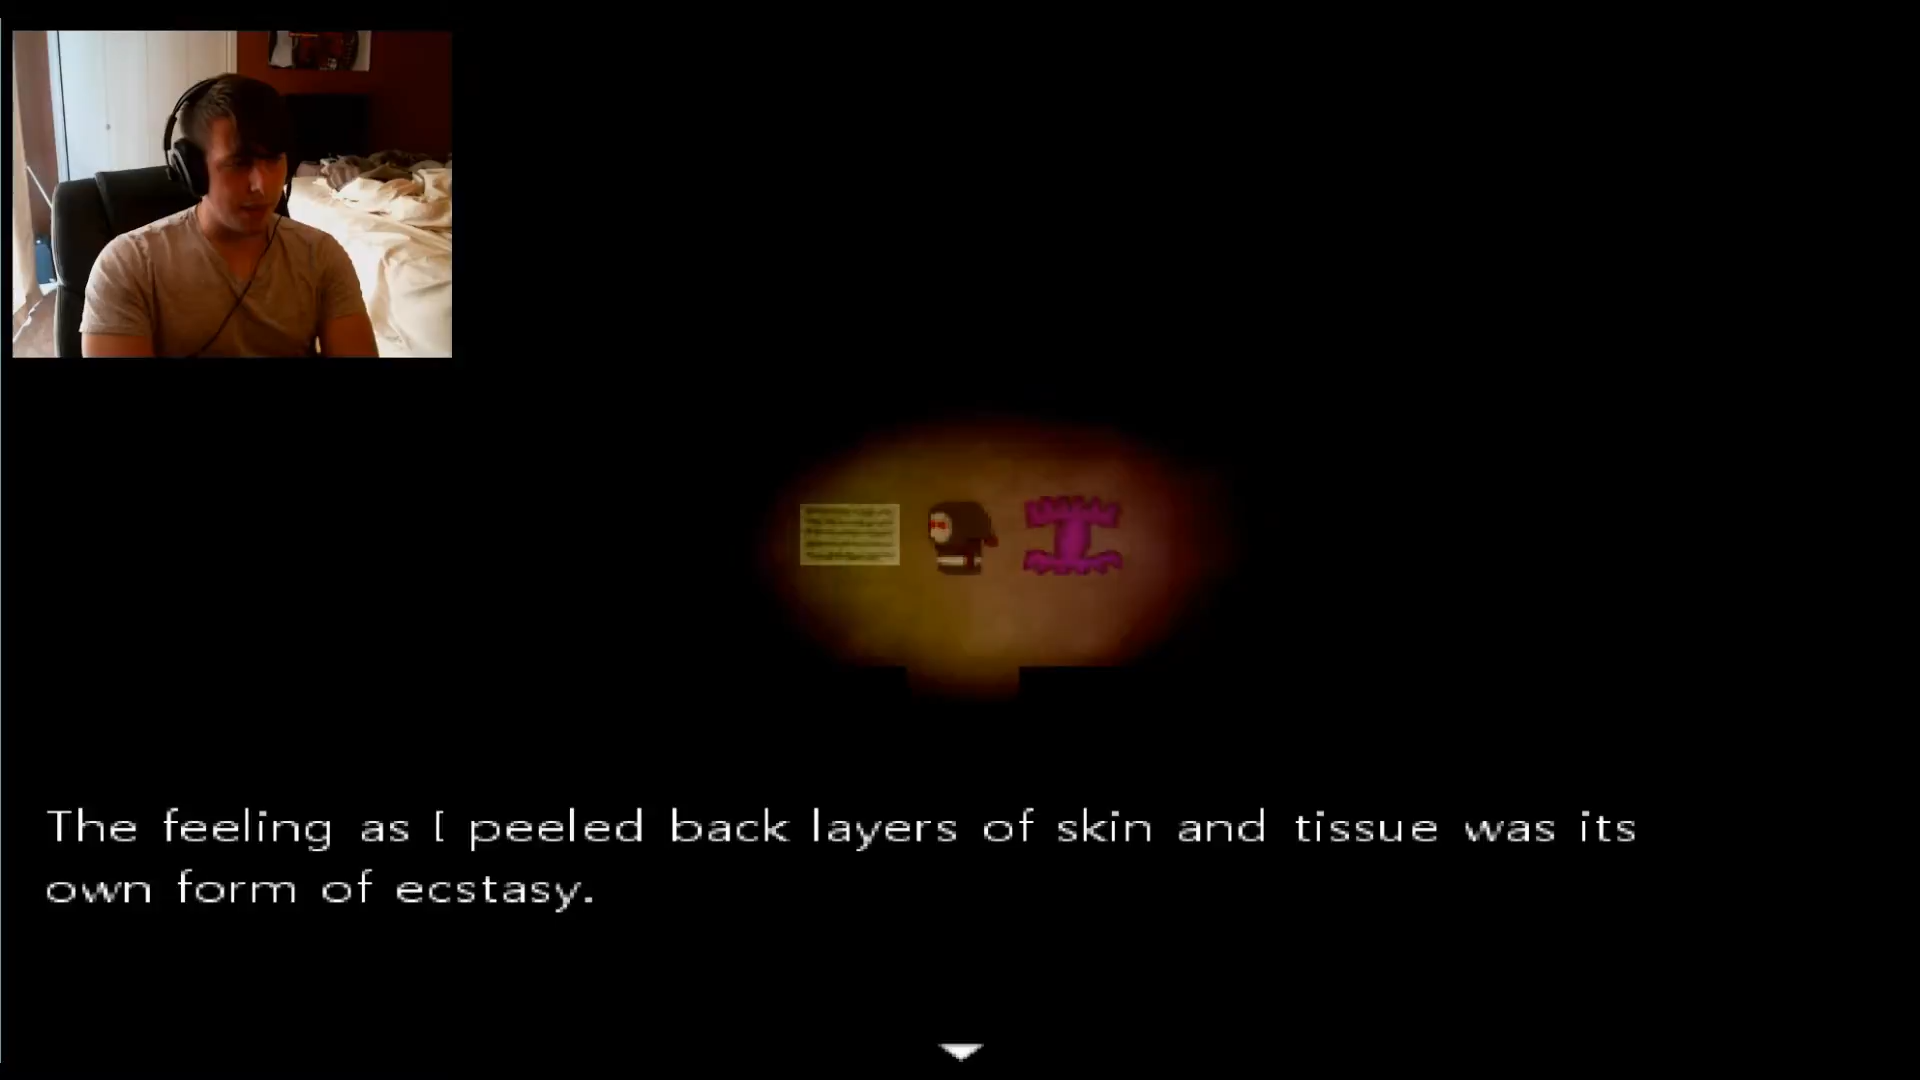 The feeling as I peeled back layers of skin and tissue was its
own form of ecstasy.